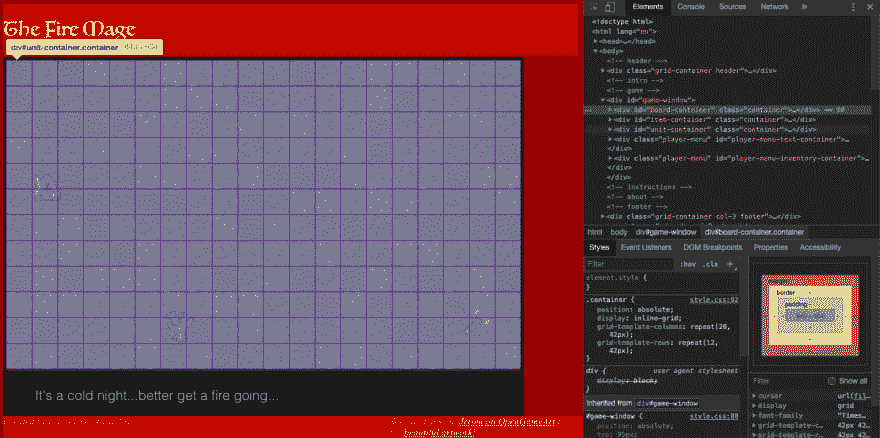 The Fire Mage
div#unit-container.container
It's a cold night...better get a fire going...
Jerom on OpenGameArt
beautiful artwork!
Elements Console Sources Network »
<!doctype html>
<html lang="en">
▶<head>…</head>
▼<body>
<!-- header -->
▶<div class="grid-container header">…</div>
<!-- intro -->
<!-- game -->
▼<div id="game-window">
▶<div id="board-container" class="container">…</div> == $0
▶<div id="item-container" class="container">…</div>
▶<div id="unit-container" class="container">…</div>
▶<div class="player-menu" id="player-menu-text-container">…
</div>
▶<div class="player-menu" id="player-menu-inventory-container">…
</div>
</div>
<!-- instructions -->
<!-- about -->
<!-- footer -->
▶<div class="grid-container col-3 footer">…</div>
html body div#game-window div#board-container.container
Styles Event Listeners DOM Breakpoints Properties Accessibility
Filter :hov .cls +
element.style {
}
.container { style.css:92
position: absolute;
display: inline-grid;
grid-template-columns: repeat(20,
42px);
grid-template-rows: repeat(12,
42px);
}
div { user agent stylesheet
display: block;
}
Inherited from div#game-window
#game-window { style.css:80
position: absolute;
top: 95px;
border
padding
Filter Show all
▶cursor url(f
▶display grid
▶font-family "Times…
▶grid-template-c… 42px 42…
▶grid-template-r… 42px 42…